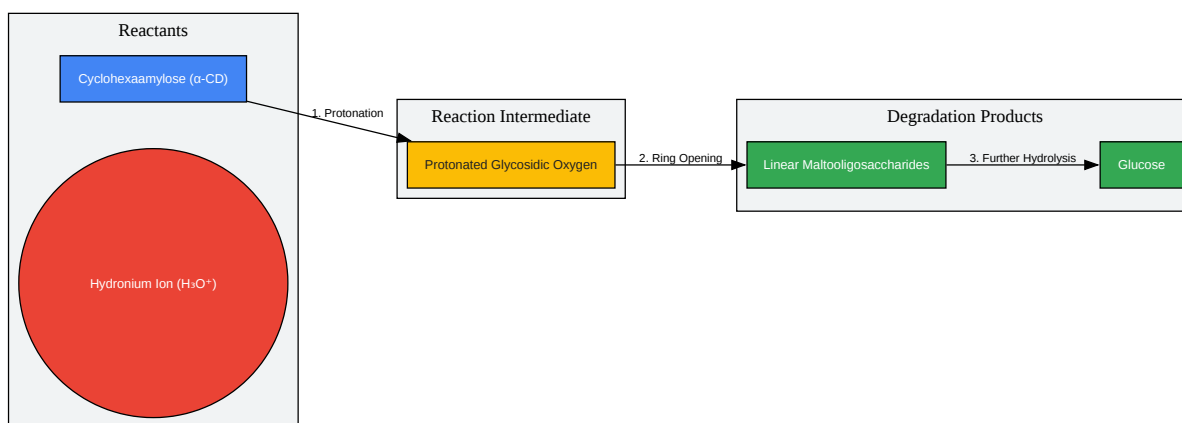 Reactants
Cyclohexaamylose (α-CD)
Hydronium Ion (H₃O⁺)
1. Protonation
Reaction Intermediate
Protonated Glycosidic Oxygen
2. Ring Opening
Degradation Products
Linear Maltooligosaccharides
3. Further Hydrolysis
Glucose